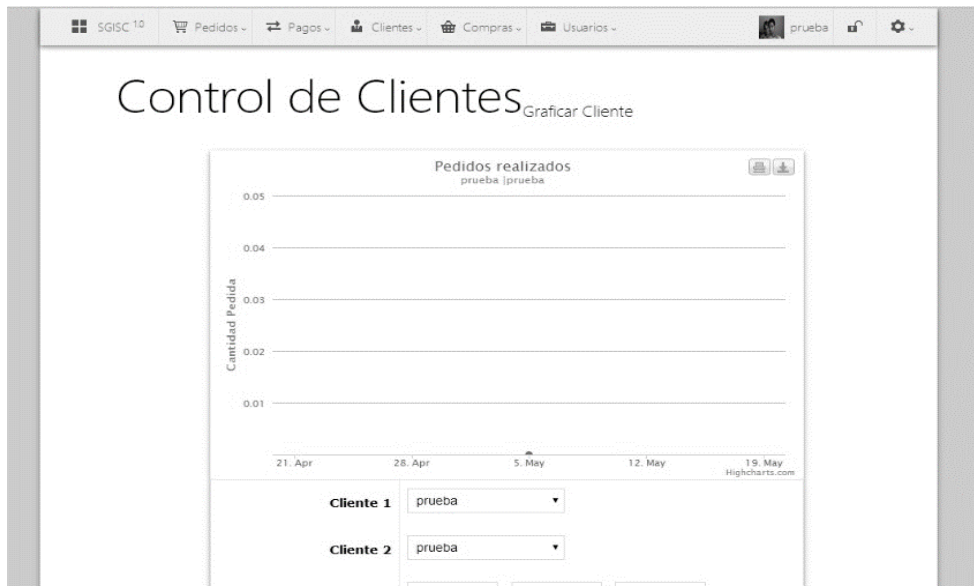 SGISC 1.0 Pedidos Pagos Clientes Compras Usuarios prueba
Control de Clientes Graficar Cliente
Pedidos realizados
prueba |prueba
Cantidad Pedida
0.05
0.04
0.03
0.02
0.01
21. Apr 28. Apr 5. May 12. May 19. May
Highcharts.com
Cliente 1 prueba
Cliente 2 prueba